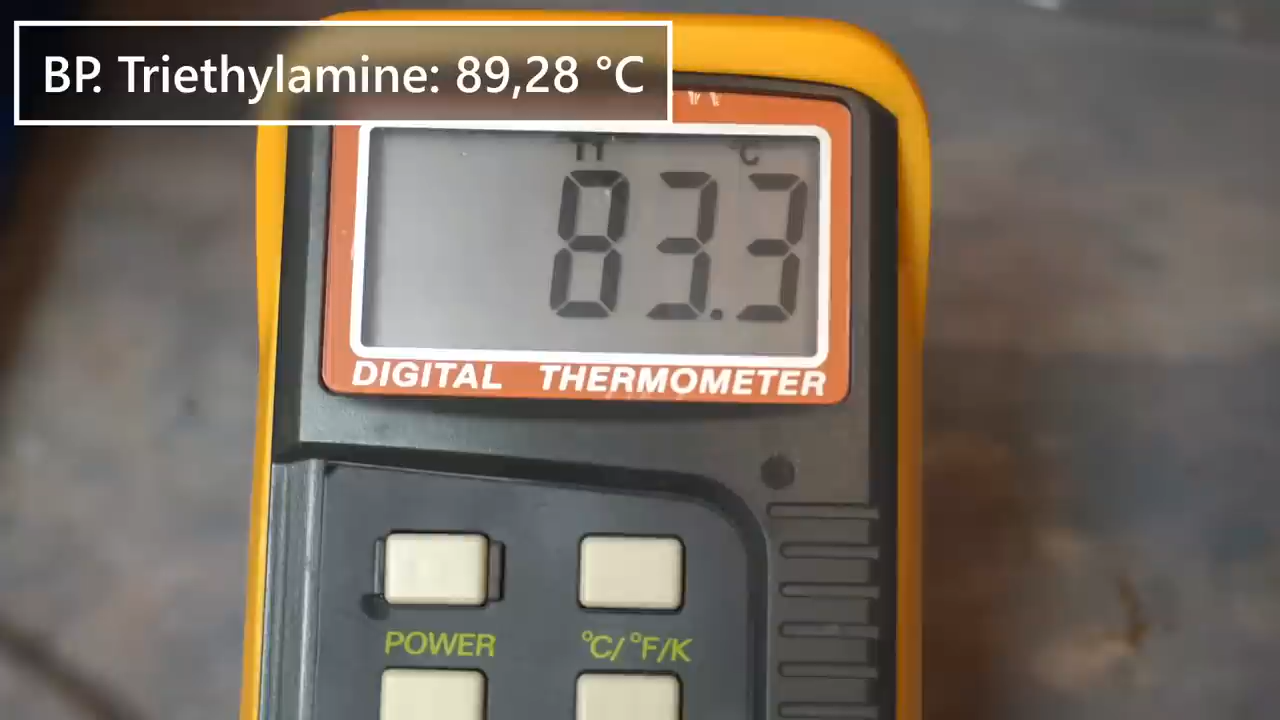 BP. Triethylamine: 89,28 °C
°C
83.3
DIGITAL THERMOMETER
POWER
°C/°F/K